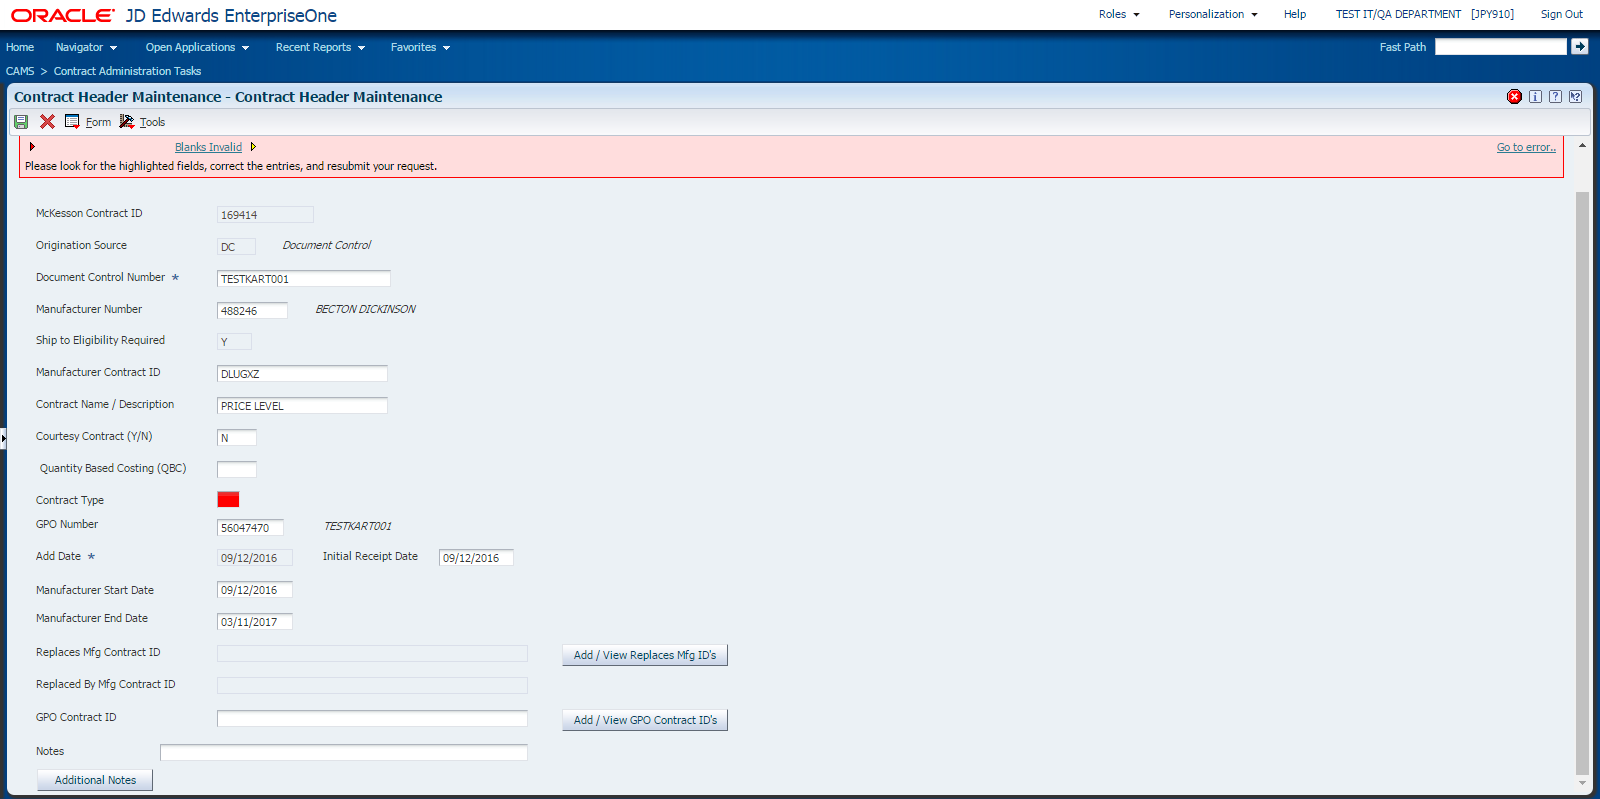 ORACLE JD Edwards EnterpriseOne Roles Personalization Help TEST IT/QA DEPARTMENT [JPY910] Sign Out
Home Navigator Open Applications Recent Reports Favorites Fast Path
CAMS > Contract Administration Tasks
Contract Header Maintenance - Contract Header Maintenance
Form Tools
Blanks Invalid Go to error..
Please look for the highlighted fields, correct the entries, and resubmit your request.
McKesson Contract ID 169414
Origination Source DC Document Control
Document Control Number * TESTKART001
Manufacturer Number 488246 BECTON DICKINSON
Ship to Eligibility Required Y
Manufacturer Contract ID DLUGXZ
Contract Name / Description PRICE LEVEL
Courtesy Contract (Y/N) N
Quantity Based Costing (QBC)
Contract Type
GPO Number 56047470 TESTKART001
Add Date * 09/12/2016 Initial Receipt Date 09/12/2016
Manufacturer Start Date 09/12/2016
Manufacturer End Date 03/11/2017
Replaces Mfg Contract ID Add / View Replaces Mfg ID's
Replaced By Mfg Contract ID
GPO Contract ID Add / View GPO Contract ID's
Notes
Additional Notes